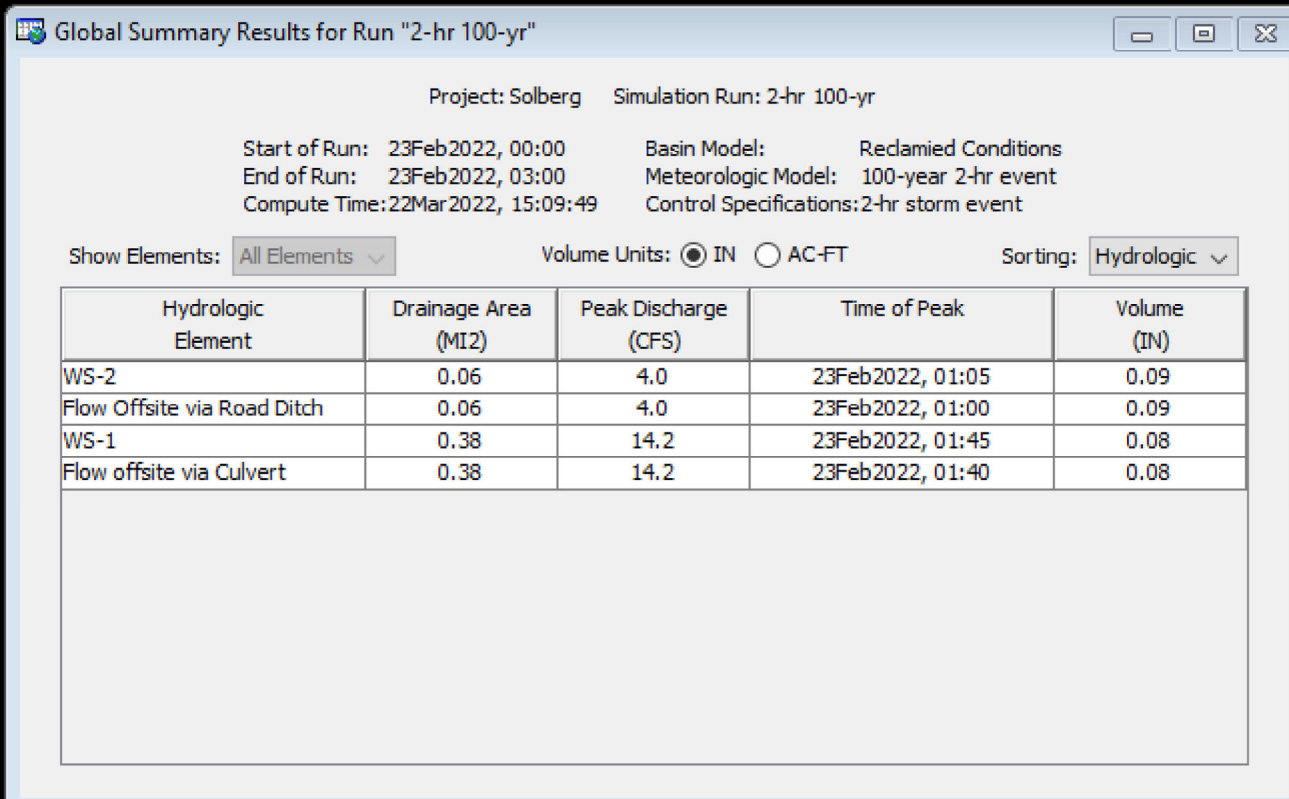 Global Summary Results for Run "2-hr 100-yr"
Project: Solberg Simulation Run: 2-hr 100-yr
Start of Run: 23Feb2022, 00:00 Basin Model: Reclamied Conditions
End of Run: 23Feb2022, 03:00 Meteorologic Model: 100-year 2-hr event
Compute Time:22Mar2022, 15:09:49 Control Specifications:2-hr storm event
Show Elements: All Elements Volume Units: IN AC-FT Sorting: Hydrologic
Hydrologic Drainage Area Peak Discharge Time of Peak Volume
Element (MI2) (CFS) (IN)
WS-2 0.06 4.0 23Feb2022, 01:05 0.09
Flow Offsite via Road Ditch 0.06 4.0 23Feb2022, 01:00 0.09
WS-1 0.38 14.2 23Feb2022, 01:45 0.08
Flow offsite via Culvert 0.38 14.2 23Feb2022, 01:40 0.08